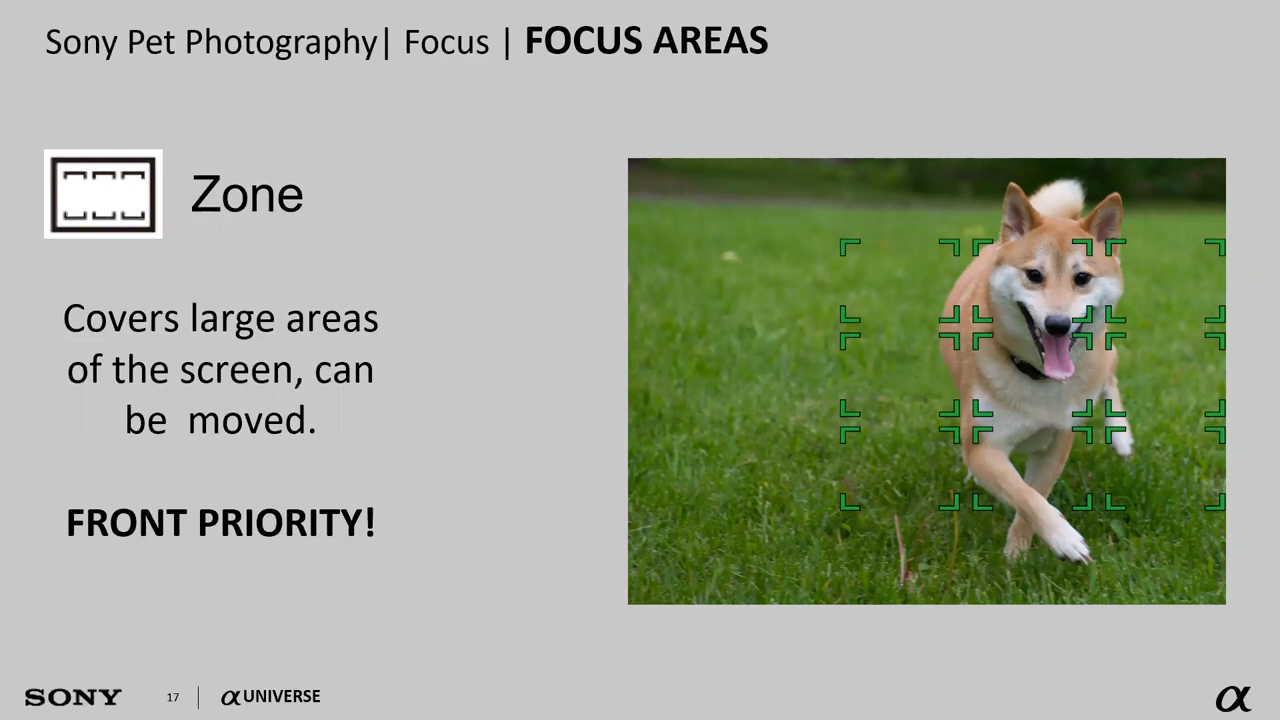 Sony Pet Photography| Focus | FOCUS AREAS
Zone
Covers large areas
of the screen, can
be moved.
FRONT PRIORITY!
SONY 17 | α UNIVERSE
α